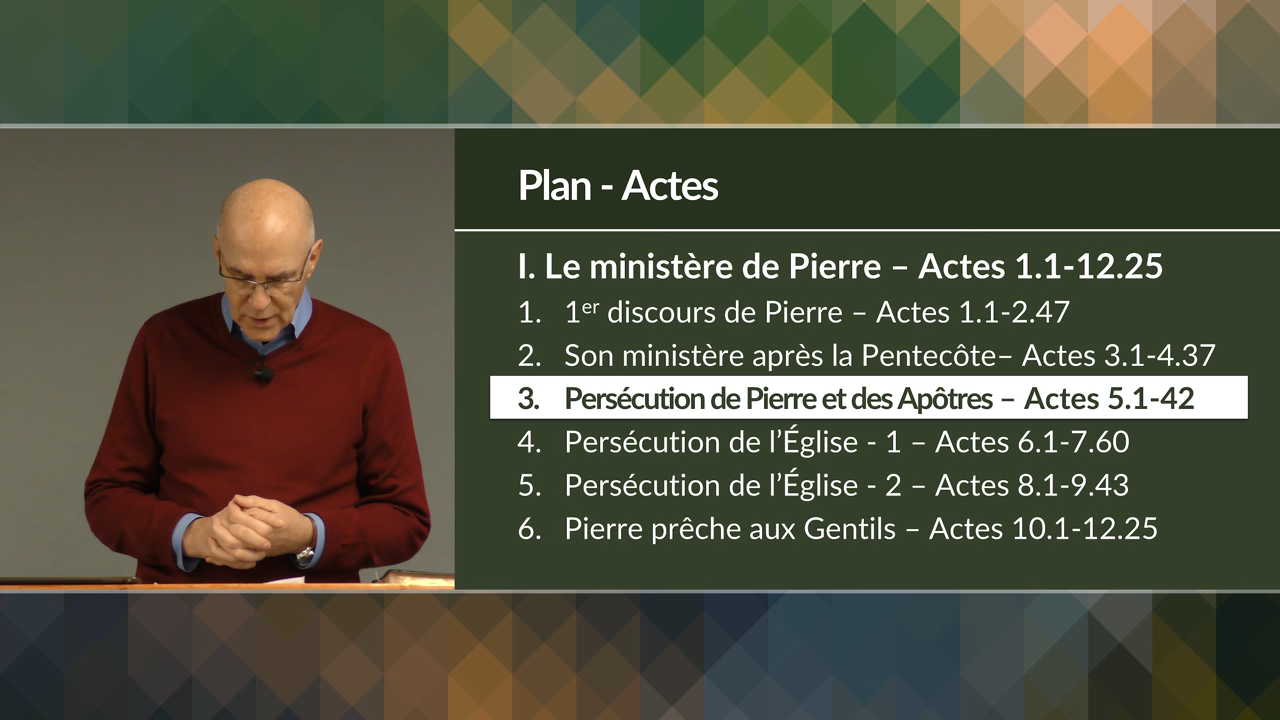 Plan - Actes
I. Le ministère de Pierre – Actes 1.1-12.25
1. 1er discours de Pierre – Actes 1.1-2.47
2. Son ministère après la Pentecôte– Actes 3.1-4.37
3. Persécution de Pierre et des Apôtres – Actes 5.1-42
4. Persécution de l’Église - 1 – Actes 6.1-7.60
5. Persécution de l’Église - 2 – Actes 8.1-9.43
6. Pierre prêche aux Gentils – Actes 10.1-12.25